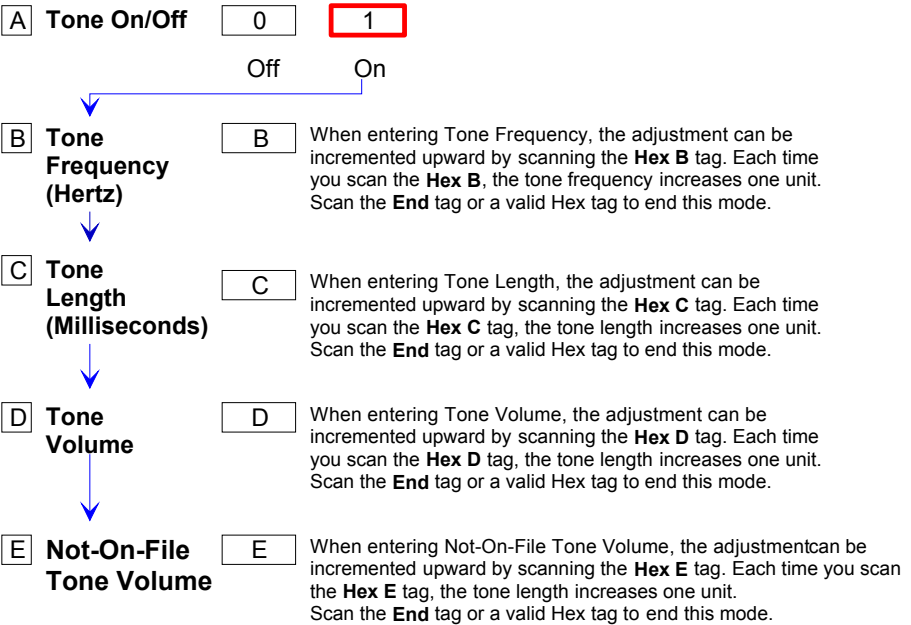 A Tone On/Off 0 1
Off On
B Tone Frequency (Hertz) B
When entering Tone Frequency, the adjustment can be
incremented upward by scanning the Hex B tag. Each time
you scan the Hex B, the tone frequency increases one unit.
Scan the End tag or a valid Hex tag to end this mode.
C Tone Length (Milliseconds) C
When entering Tone Length, the adjustment can be
incremented upward by scanning the Hex C tag. Each time
you scan the Hex C tag, the tone length increases one unit.
Scan the End tag or a valid Hex tag to end this mode.
D Tone Volume D
When entering Tone Volume, the adjustment can be
incremented upward by scanning the Hex D tag. Each time
you scan the Hex D tag, the tone length increases one unit.
Scan the End tag or a valid Hex tag to end this mode.
E Not-On-File Tone Volume E
When entering Not-On-File Tone Volume, the adjustmentcan be
incremented upward by scanning the Hex E tag. Each time you scan
the Hex E tag, the tone length increases one unit.
Scan the End tag or a valid Hex tag to end this mode.